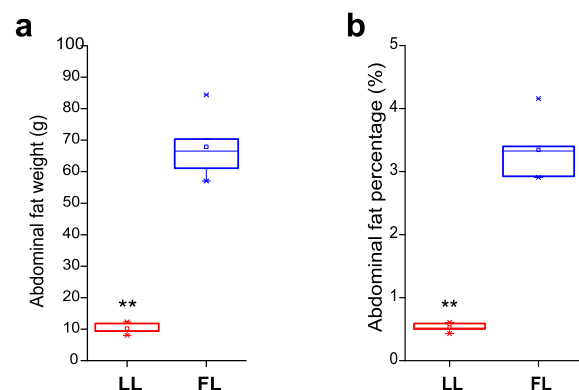 a
Abdominal fat weight (g)
100
90
80
70
60
50
40
30
20
10
0
**
LL
FL
b
Abdominal fat percentage (%)
5
4
3
2
1
0
**
LL
FL